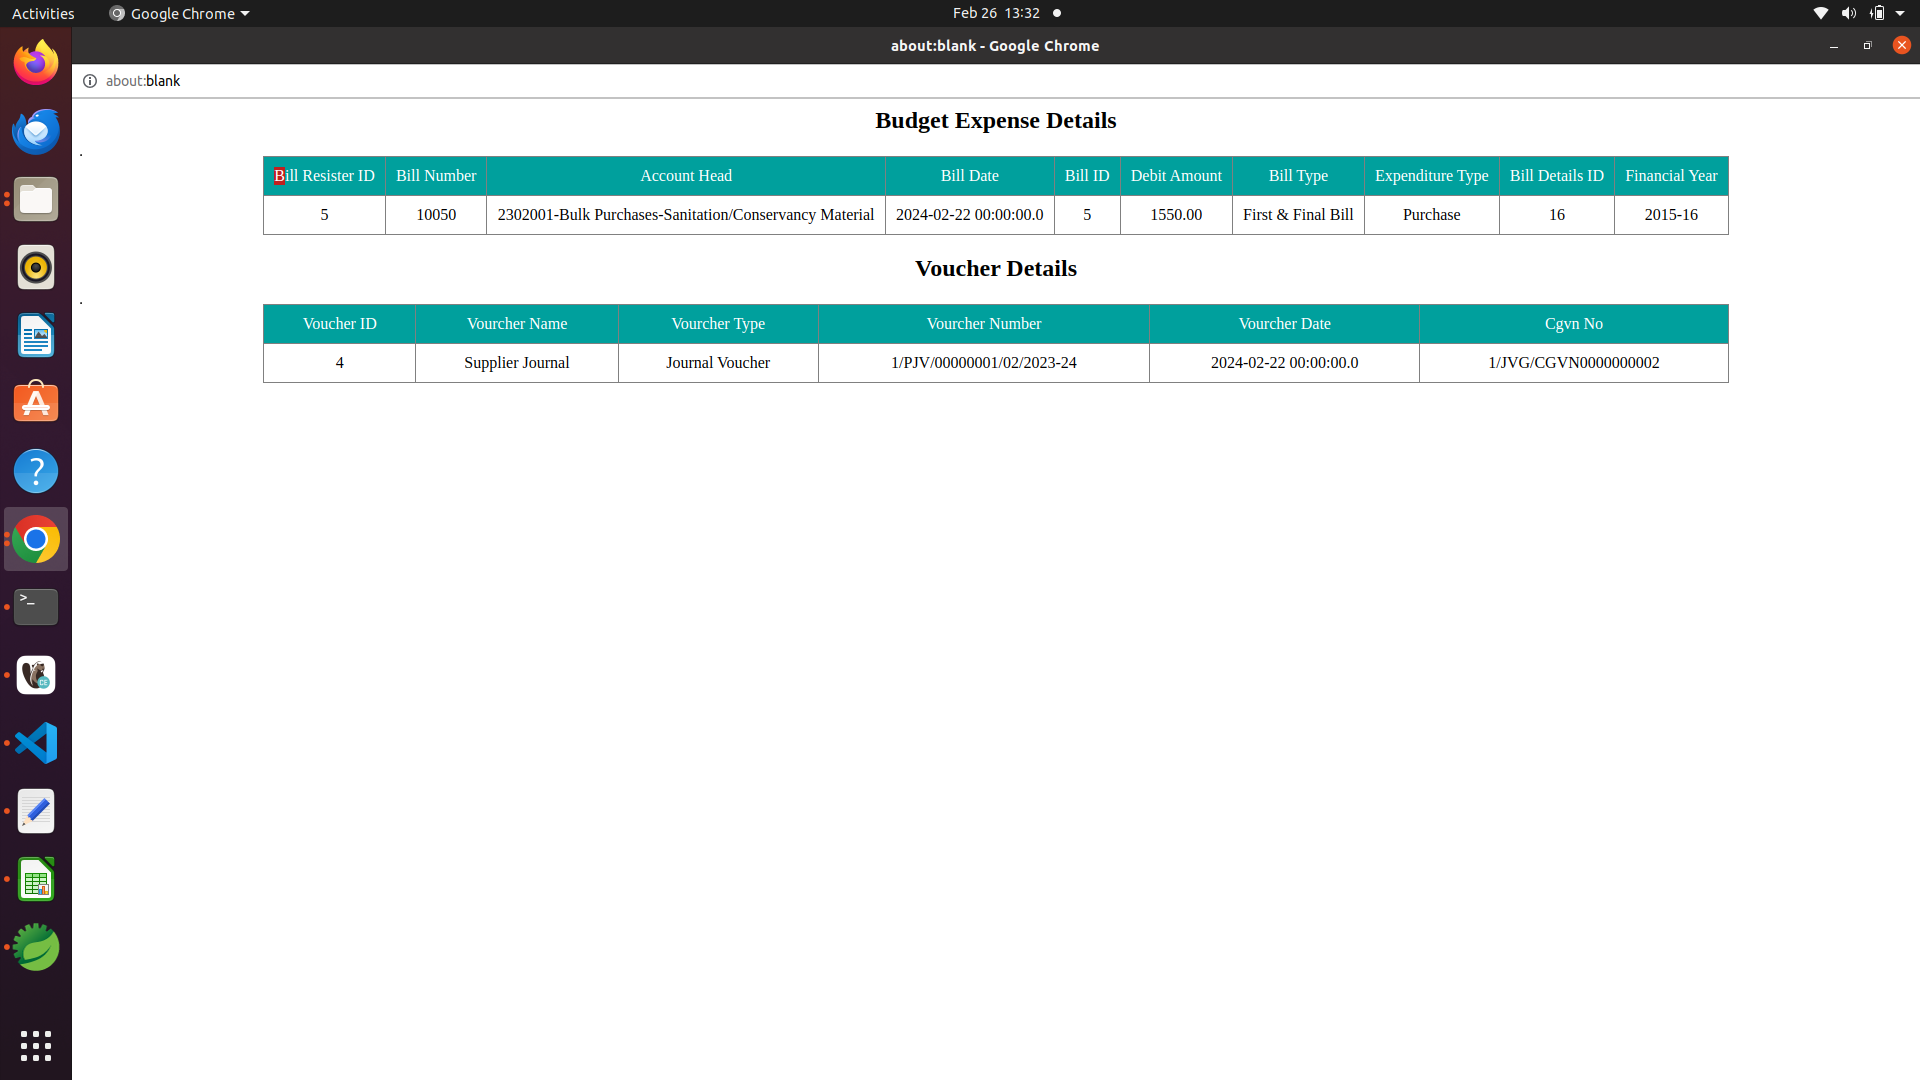 Activities Google Chrome Feb 26 13:32
about:blank - Google Chrome
about:blank
Budget Expense Details
.
Bill Resister ID Bill Number Account Head Bill Date Bill ID Debit Amount Bill Type Expenditure Type Bill Details ID Financial Year
5 10050 2302001-Bulk Purchases-Sanitation/Conservancy Material 2024-02-22 00:00:00.0 5 1550.00 First & Final Bill Purchase 16 2015-16
Voucher Details
.
Voucher ID Vourcher Name Vourcher Type Vourcher Number Vourcher Date Cgvn No
4 Supplier Journal Journal Voucher 1/PJV/00000001/02/2023-24 2024-02-22 00:00:00.0 1/JVG/CGVN0000000002